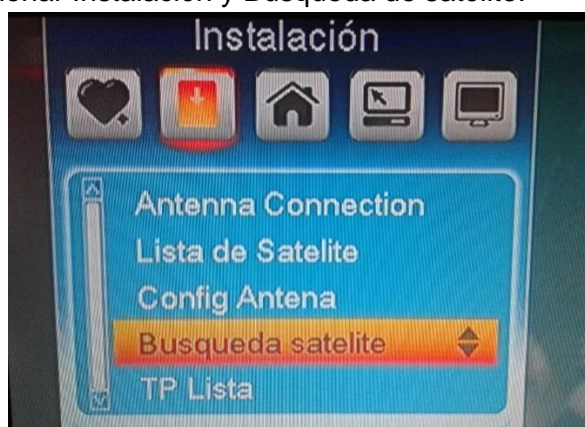 Instalación y Busqueda de satelite.
Instalación
Antenna Connection
Lista de Satelite
Config Antena
Busqueda satelite
TP Lista